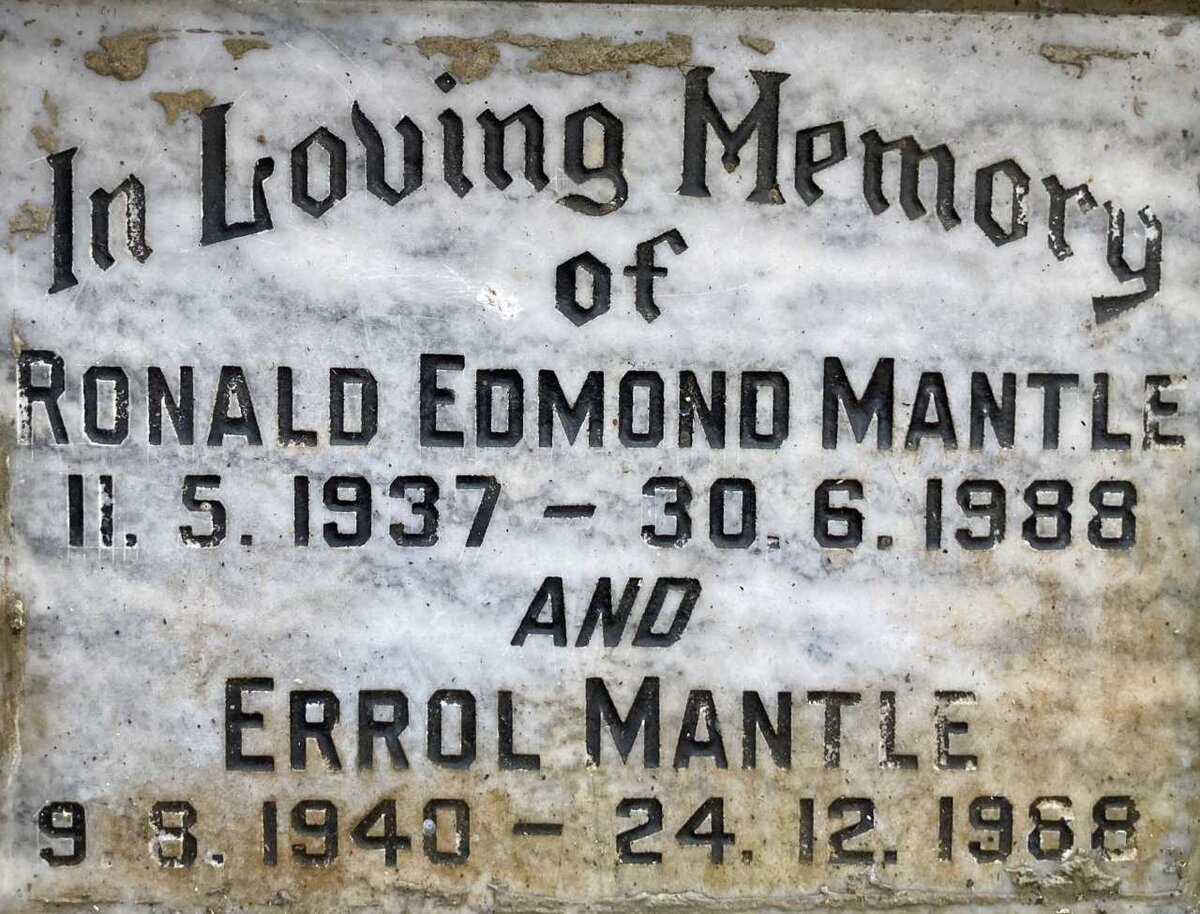 In Loving Memory
of
RONALD EDMOND MANTLE
11. 5. 1937 – 30. 6. 1988
AND
ERROL MANTLE
9 8. 1940 – 24. 12. 1968